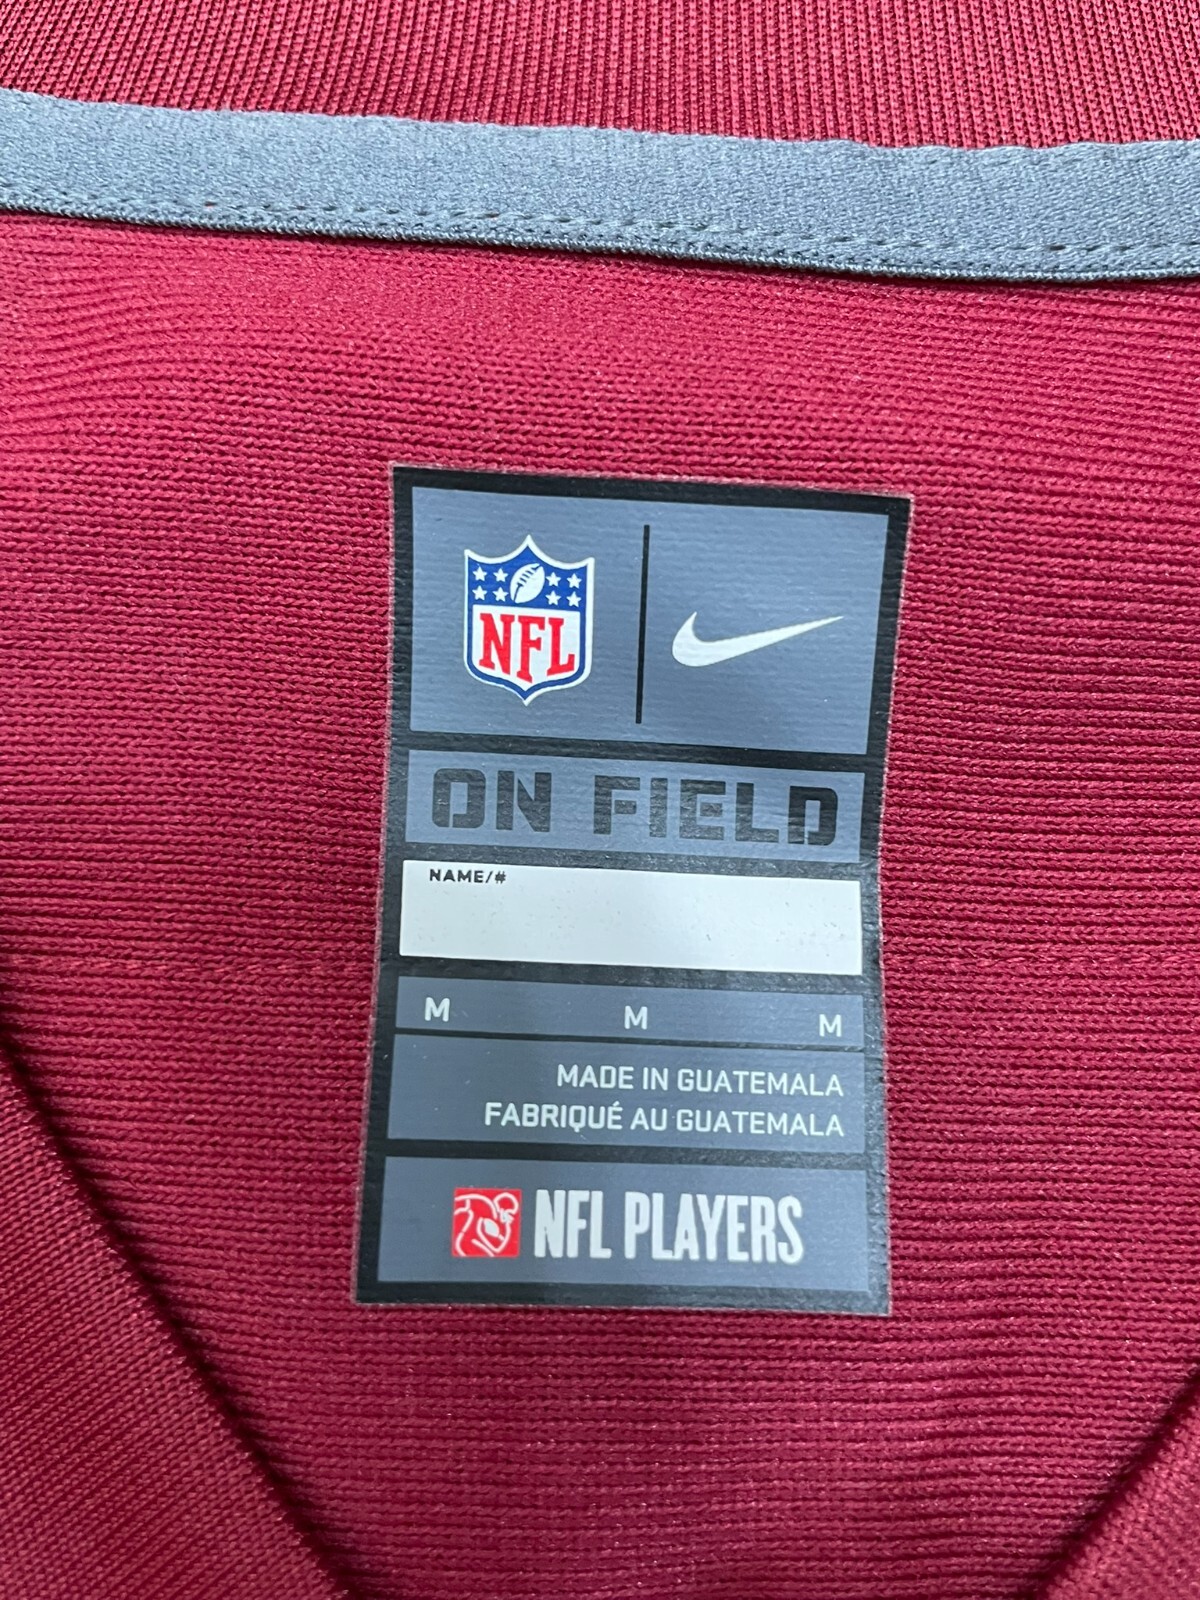 NFL
ON FIELD
NAME/#
M M M
MADE IN GUATEMALA
FABRIQUÉ AU GUATEMALA
NFL PLAYERS